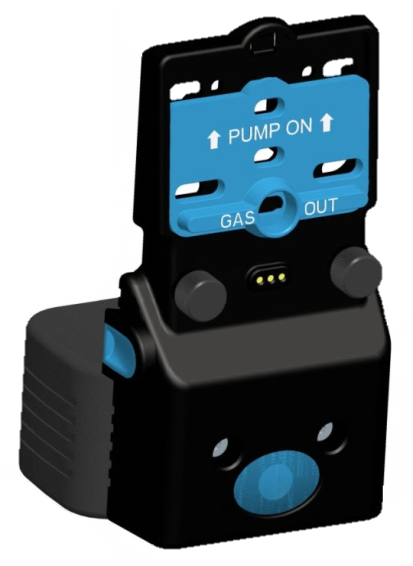 ↑ PUMP ON ↑
GAS OUT